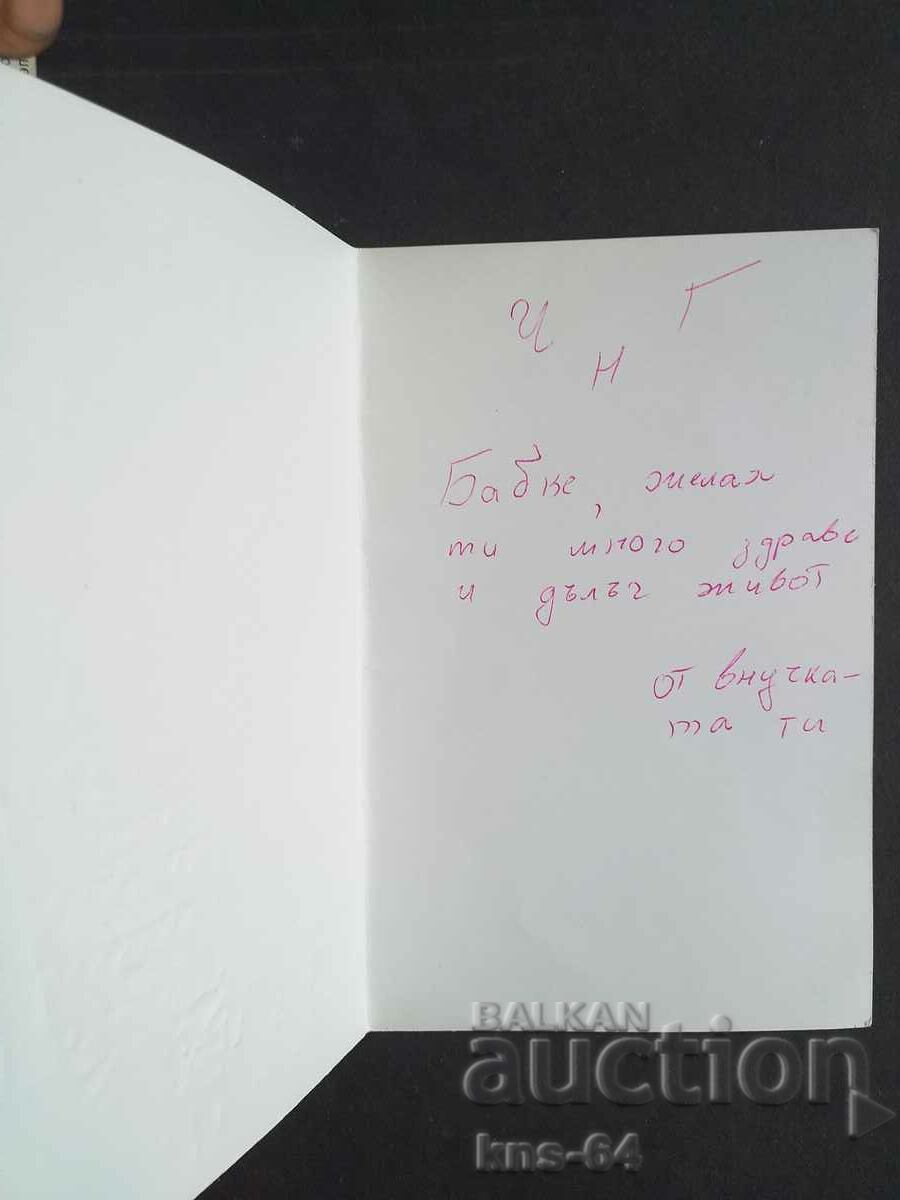 Ч Н Г
Бабке, желая
ти много здраве
и дълъг живот
от внучка-
та ти
BALKAN
auction
kns-64